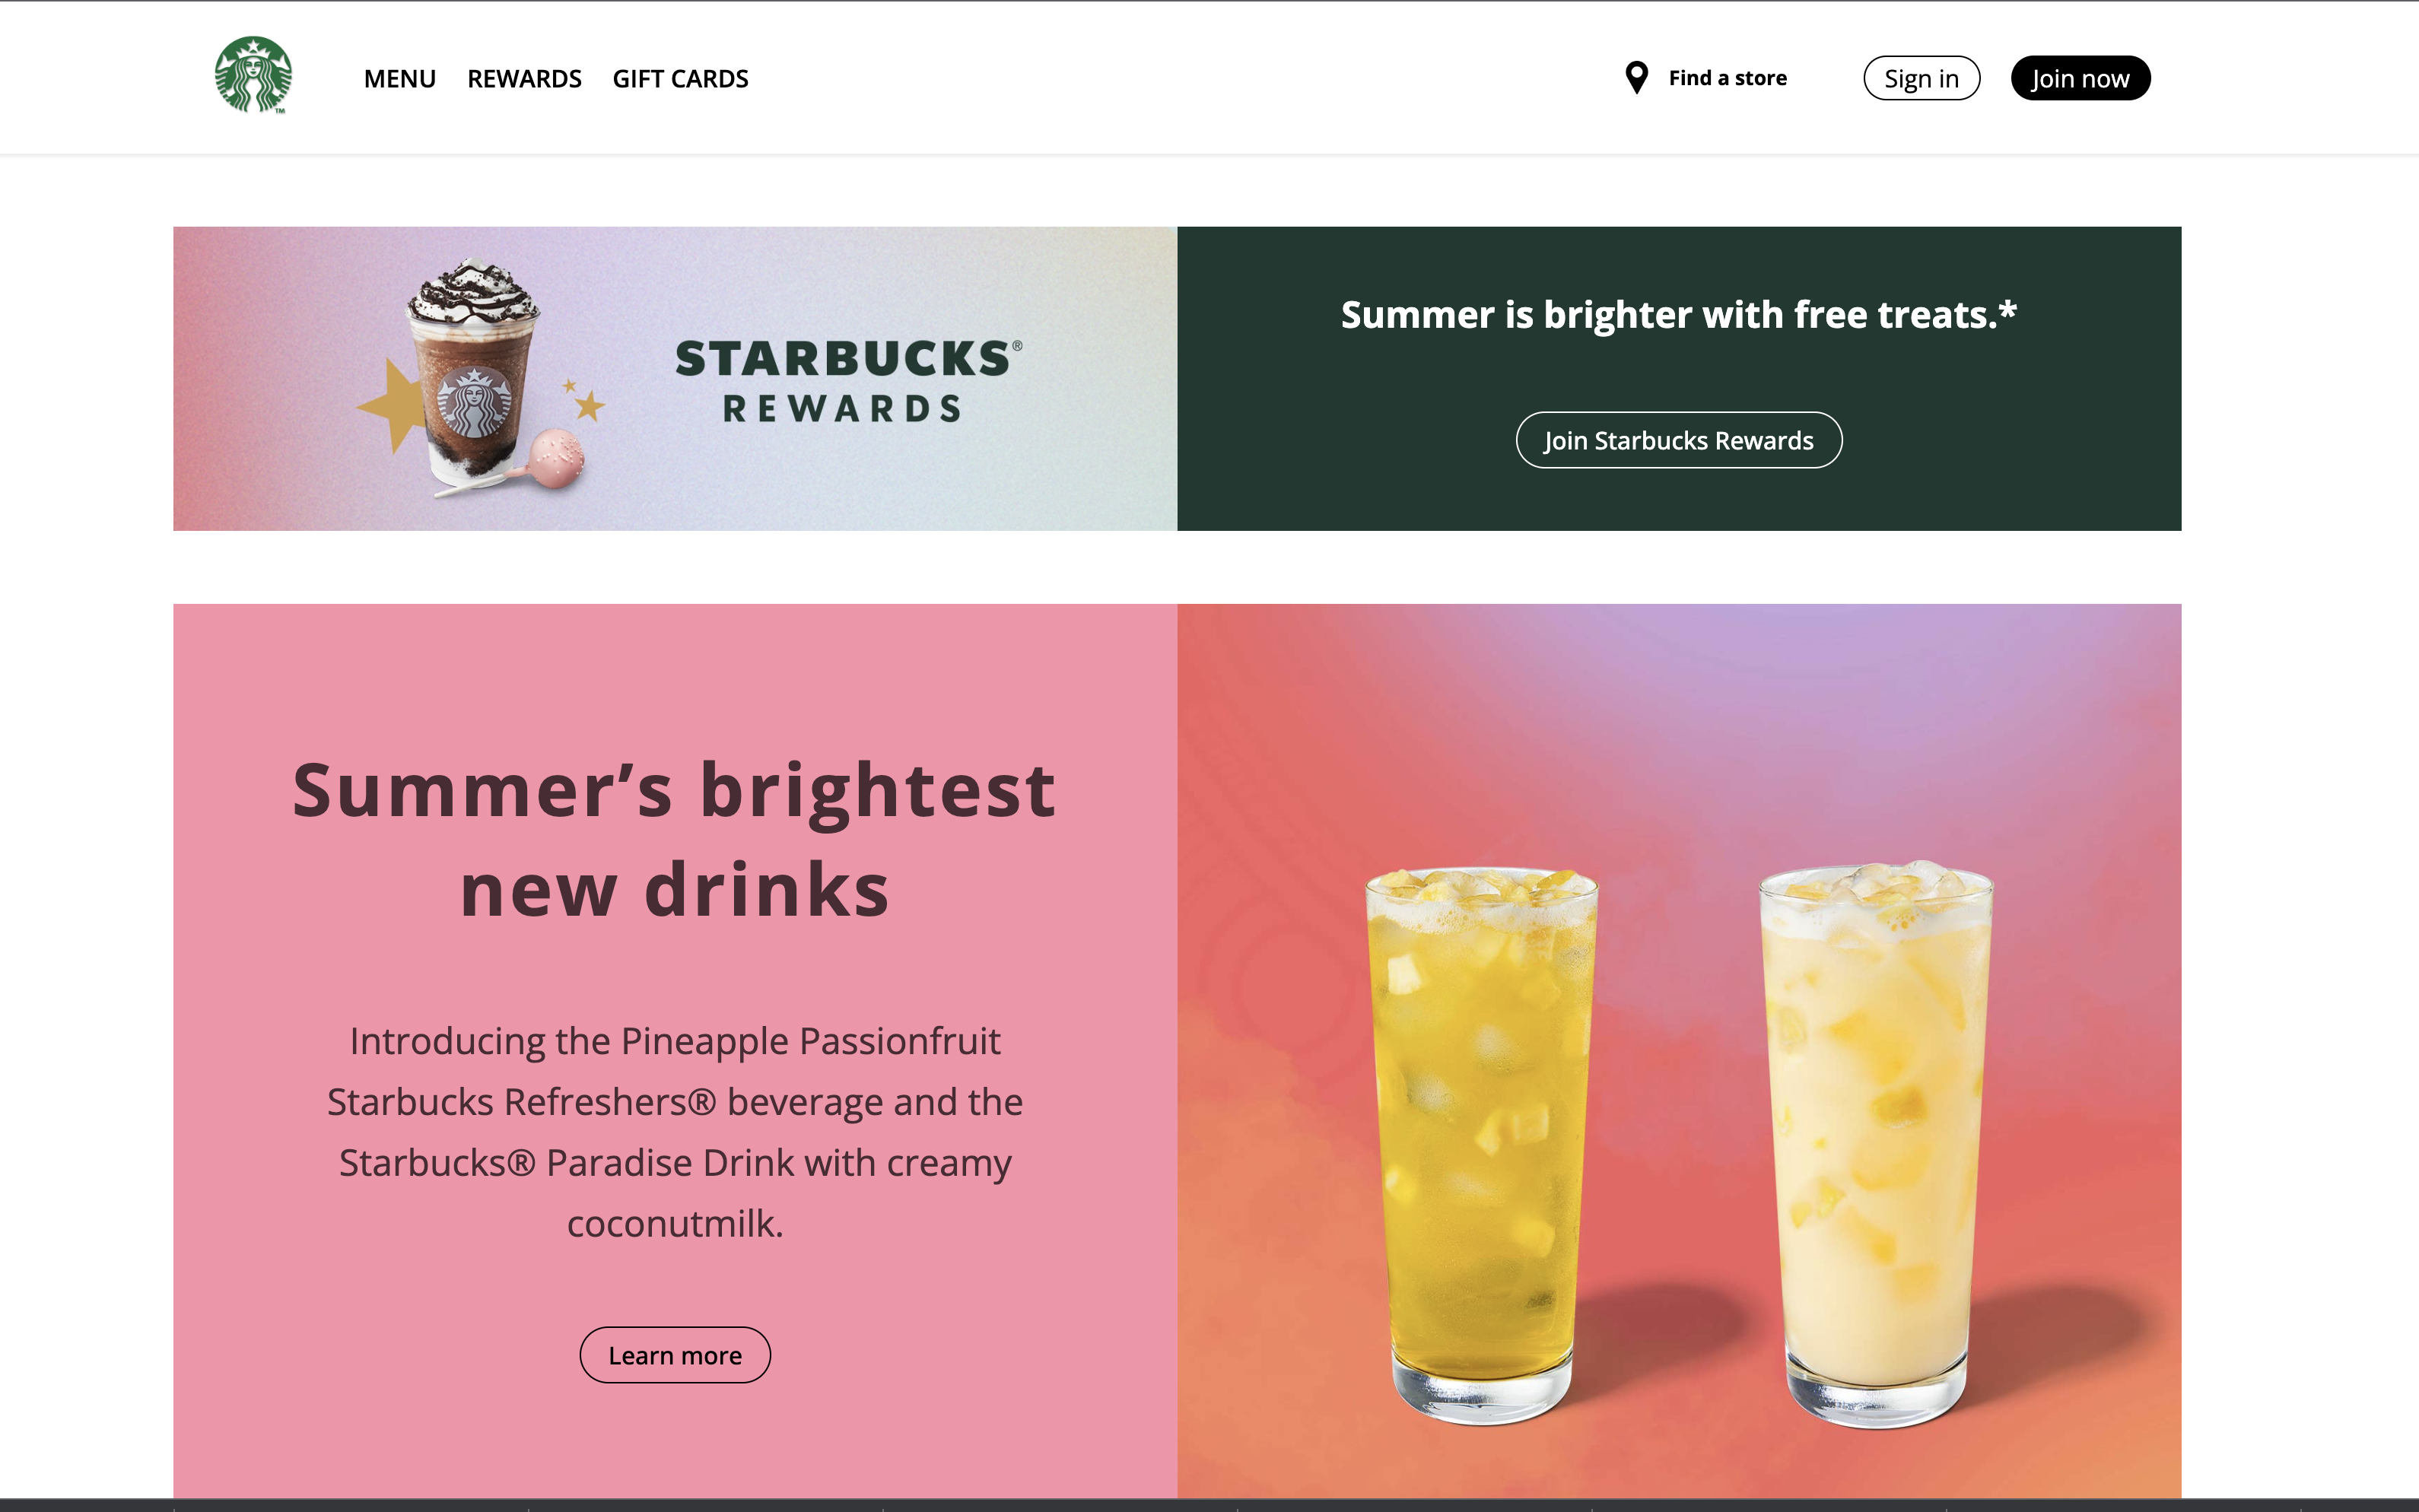 MENU REWARDS GIFT CARDS Find a store Sign in Join now
TM
STARBUCKS®
REWARDS
Summer is brighter with free treats.*
Join Starbucks Rewards
Summer’s brightest
new drinks
Introducing the Pineapple Passionfruit
Starbucks Refreshers® beverage and the
Starbucks® Paradise Drink with creamy
coconutmilk.
Learn more